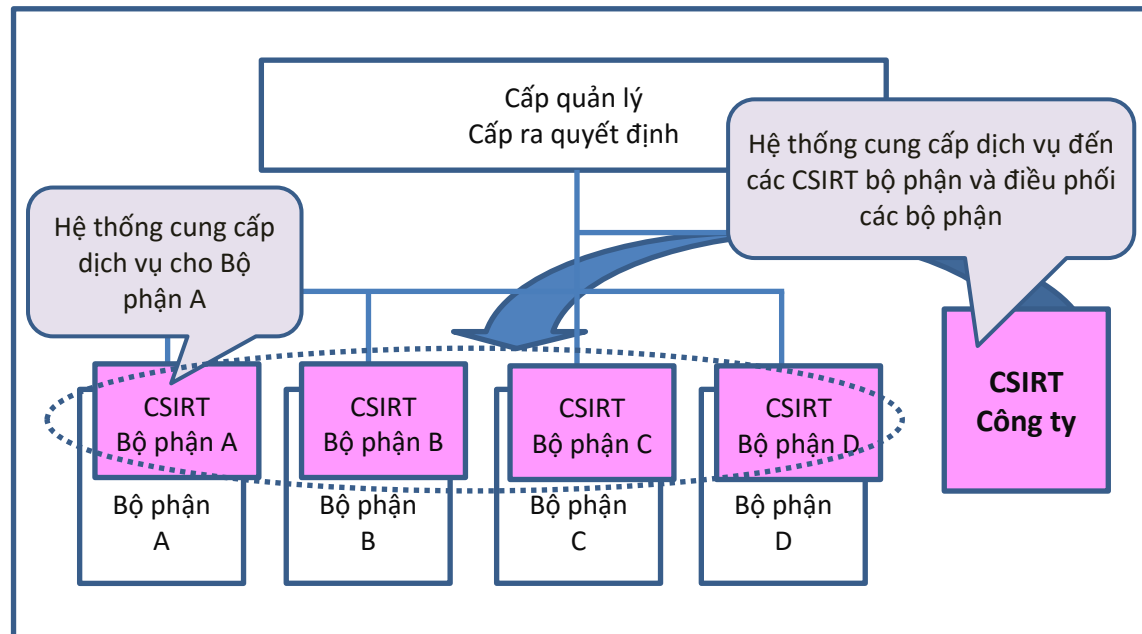 Cấp quản lý
Cấp ra quyết định
Hệ thống cung cấp dịch vụ đến
các CSIRT bộ phận và điều phối
các bộ phận
Hệ thống cung cấp
dịch vụ cho Bộ
phận A
CSIRT
Bộ phận A
CSIRT
Bộ phận B
CSIRT
Bộ phận C
CSIRT
Bộ phận D
CSIRT
Công ty
Bộ phận
A
Bộ phận
B
Bộ phận
C
Bộ phận
D